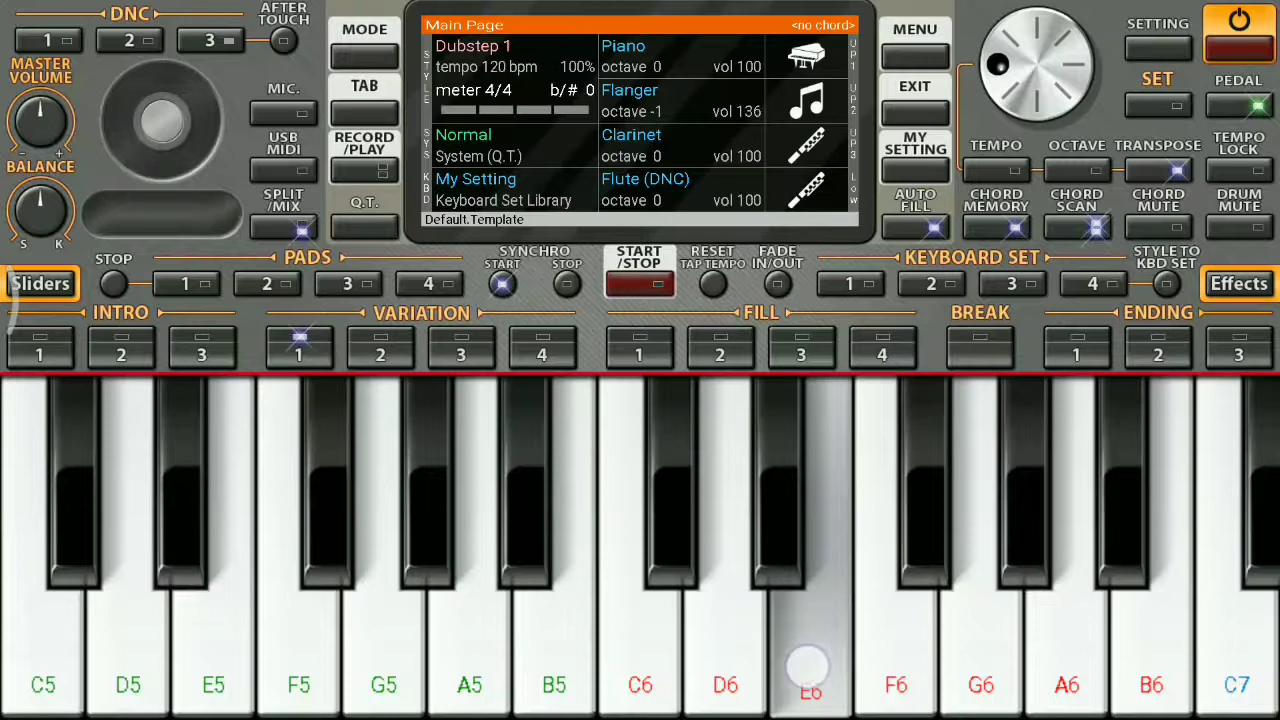 DNC
AFTER TOUCH
1 2 3
MASTER VOLUME
- +
BALANCE
S K
MIC.
USB MIDI
SPLIT /MIX
MODE
TAB
RECORD /PLAY
Q.T.
Main Page <no chord>
STYLE
Dubstep 1
tempo 120 bpm 100%
meter 4/4 b/# 0
SYS
Normal
System (Q.T.)
KBD
My Setting
Keyboard Set Library
Default.Template
Piano
octave 0 vol 100
UP1
Flanger
octave -1 vol 136
UP2
Clarinet
octave 0 vol 100
UP3
Flute (DNC)
octave 0 vol 100
Low
MENU
EXIT
MY SETTING
AUTO FILL
SETTING
SET
PEDAL
TEMPO
OCTAVE
TRANSPOSE
TEMPO LOCK
CHORD MEMORY
CHORD SCAN
CHORD MUTE
DRUM MUTE
Sliders
STOP
PADS
1 2 3 4
SYNCHRO
START STOP
START /STOP
RESET
TAP TEMPO
FADE IN/OUT
KEYBOARD SET
1 2 3 4
STYLE TO KBD SET
Effects
INTRO
1 2 3
VARIATION
1 2 3 4
FILL
1 2 3 4
BREAK
ENDING
1 2 3
C5 D5 E5 F5 G5 A5 B5 C6 D6 E6 F6 G6 A6 B6 C7